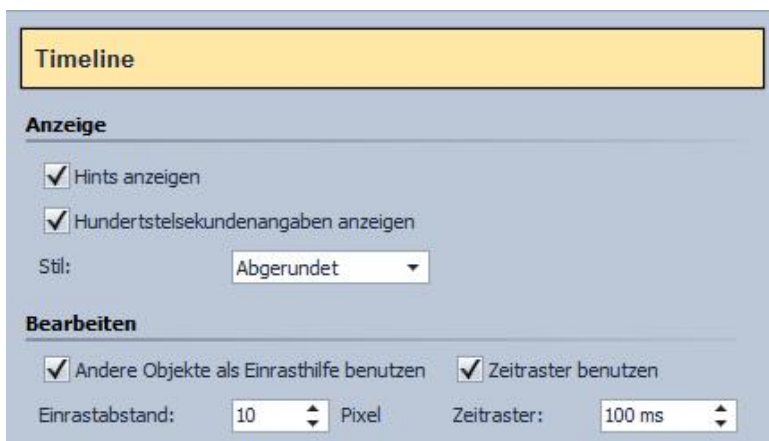 Timeline
Anzeige
Hints anzeigen
Hundertstelsekundenangaben anzeigen
Stil: Abgerundet
Bearbeiten
Andere Objekte als Einrasthilfe benutzen Zeitraster benutzen
Einrastabstand: 10 Pixel Zeitraster: 100 ms